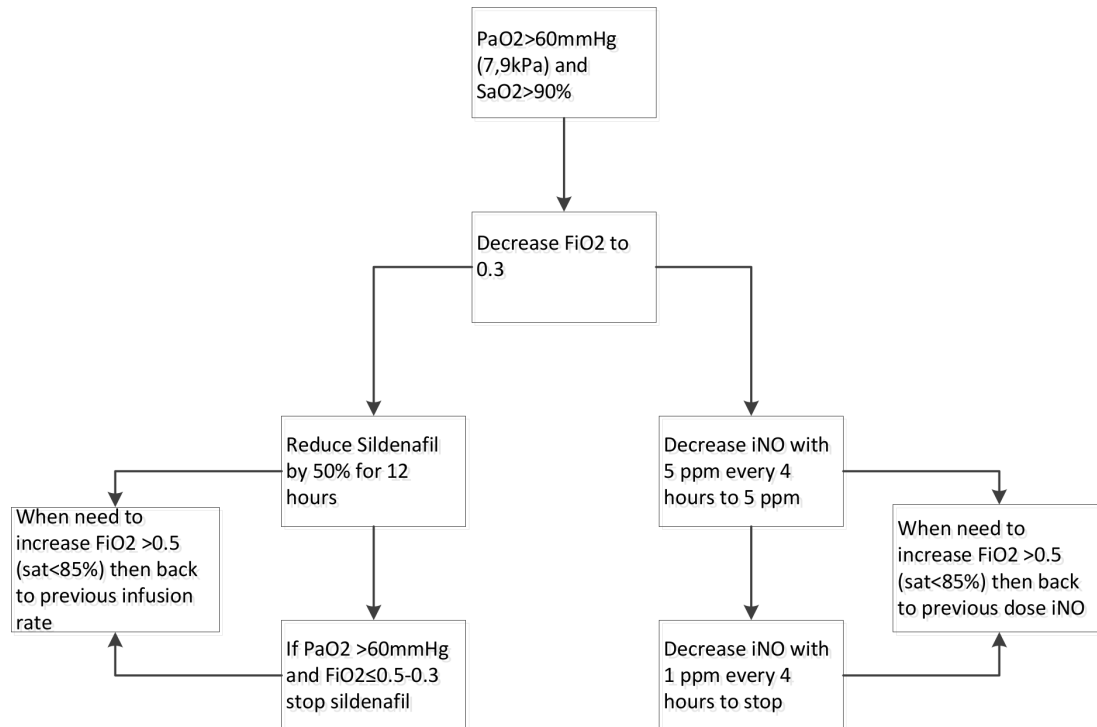 PaO2>60mmHg
(7,9kPa) and
SaO2>90%
Decrease FiO2 to
0.3
Reduce Sildenafil
by 50% for 12
hours
Decrease iNO with
5 ppm every 4
hours to 5 ppm
When need to
increase FiO2 >0.5
(sat<85%) then back
to previous infusion
rate
When need to
increase FiO2 >0.5
(sat<85%) then back
to previous dose iNO
If PaO2 >60mmHg
and FiO2≤0.5-0.3
stop sildenafil
Decrease iNO with
1 ppm every 4
hours to stop